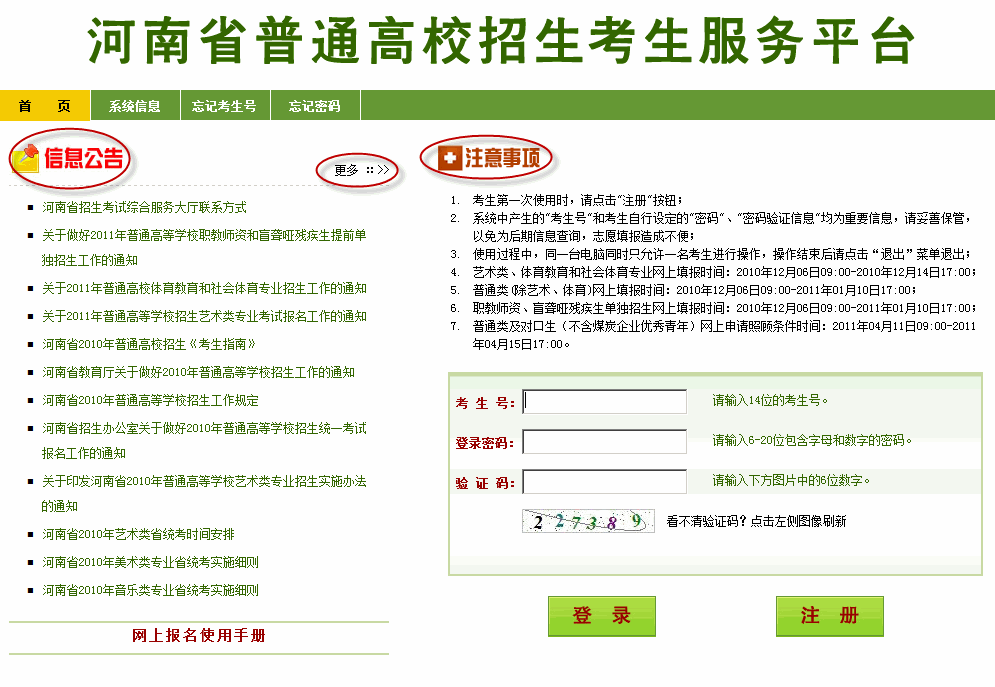 河南省普通高校招生考生服务平台
首 页 系统信息 忘记考生号 忘记密码
信息公告
更多 ::>>
河南省招生考试综合服务大厅联系方式
关于做好2011年普通高等学校职教师资和盲聋哑残疾生提前单
独招生工作的通知
关于2011年普通高校体育教育和社会体育专业招生工作的通知
关于2011年普通高等学校招生艺术类专业考试报名工作的通知
河南省2010年普通高校招生《考生指南》
河南省教育厅关于做好2010年普通高等学校招生工作的通知
河南省2010年普通高等学校招生工作规定
河南省招生办公室关于做好2010年普通高等学校招生统一考试
报名工作的通知
关于印发河南省2010年普通高等学校艺术类专业招生实施办法
的通知
河南省2010年艺术类省统考时间安排
河南省2010年美术类专业省统考实施细则
河南省2010年音乐类专业省统考实施细则
网上报名使用手册
注意事项
1. 考生第一次使用时，请点击"注册"按钮；
2. 系统中产生的"考生号"和考生自行设定的"密码"、"密码验证信息"均为重要信息，请妥善保管，
以免为后期信息查询，志愿填报造成不便；
3. 使用过程中，同一台电脑同时只允许一名考生进行操作，操作结束后请点击“退出”菜单退出；
4. 艺术类、体育教育和社会体育专业网上填报时间：2010年12月06日09:00-2010年12月14日17:00；
5. 普通类(除艺术、体育)网上填报时间：2010年12月06日09:00-2011年01月10日17:00；
6. 职教师资、盲聋哑残疾生单独招生网上填报时间：2010年12月06日09:00-2011年01月10日17:00；
7. 普通类及对口生（不含煤炭企业优秀青年）网上申请照顾条件时间：2011年04月11日09:00-2011
年04月15日17:00。
考 生 号： 请输入14位的考生号。
登录密码： 请输入6-20位包含字母和数字的密码。
验 证 码： 请输入下方图片中的6位数字。
227389 看不清验证码？点击左侧图像刷新
登 录 注 册